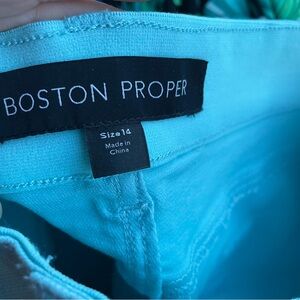 BOSTON PROPER
Size 14
Made in
China